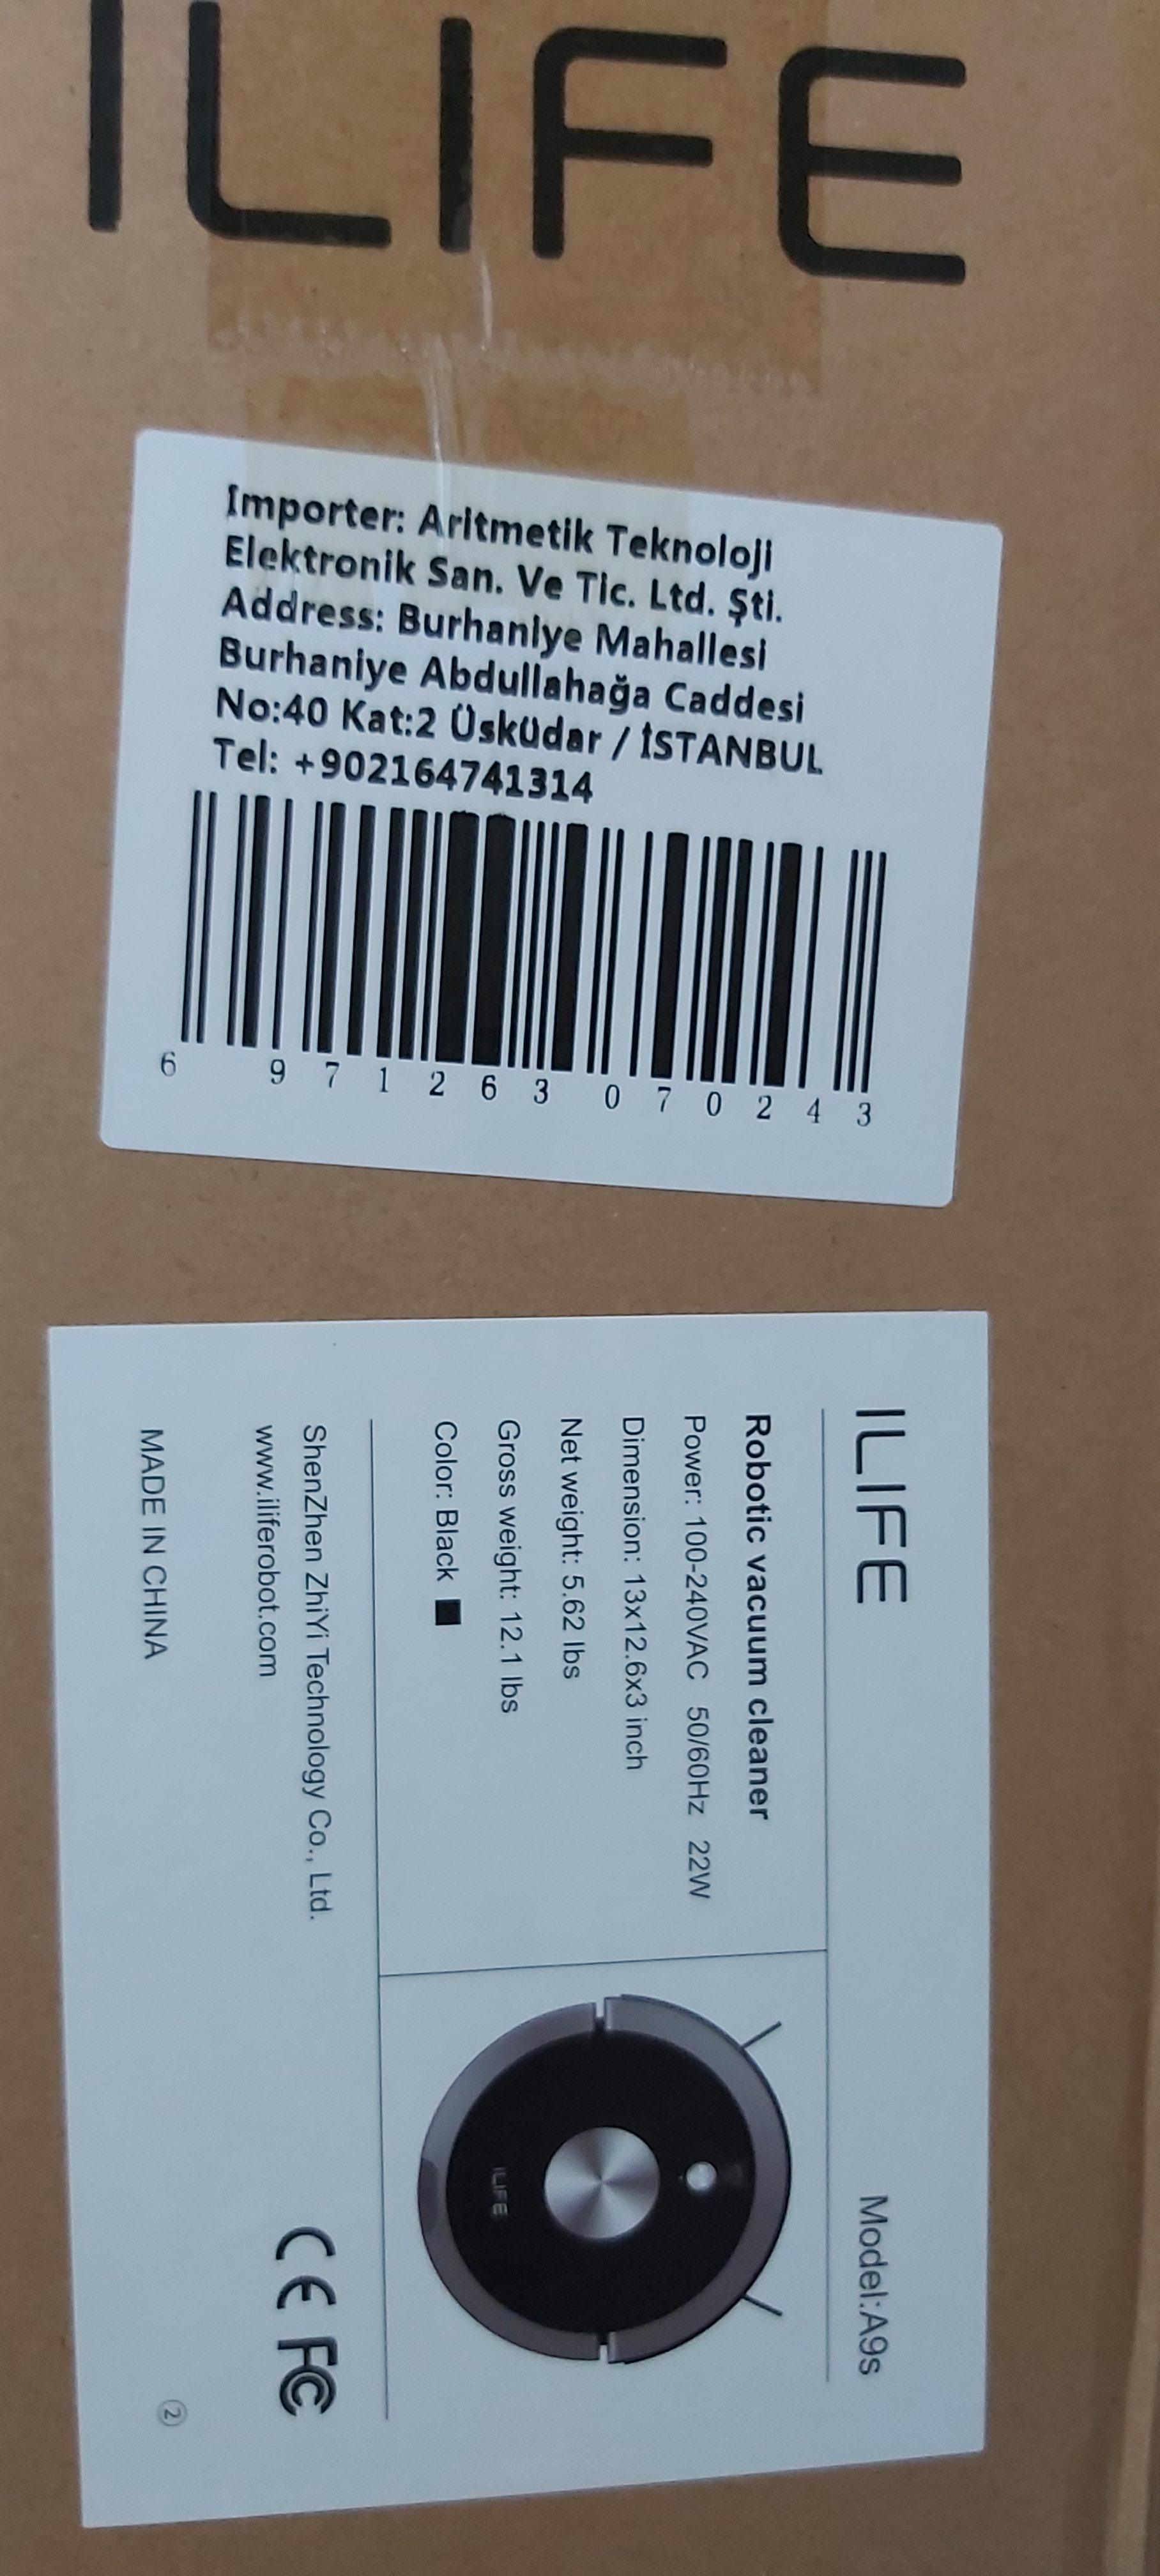 ILIFE
Importer: Aritmetik Teknoloji
Elektronik San. Ve Tic. Ltd. Şti.
Address: Burhaniye Mahallesi
Burhaniye Abdullahağa Caddesi
No:40 Kat:2 Üsküdar / İSTANBUL
Tel: +902164741314
6 971263 070243
ILIFE Model:A9s
Robotic vacuum cleaner
Power: 100-240VAC 50/60Hz 22W
Dimension: 13x12.6x3 inch
Net weight: 5.62 lbs
Gross weight: 12.1 lbs
Color: Black
ILIFE
ShenZhen ZhiYi Technology Co., Ltd.
www.iliferobot.com
CE FC
MADE IN CHINA
②